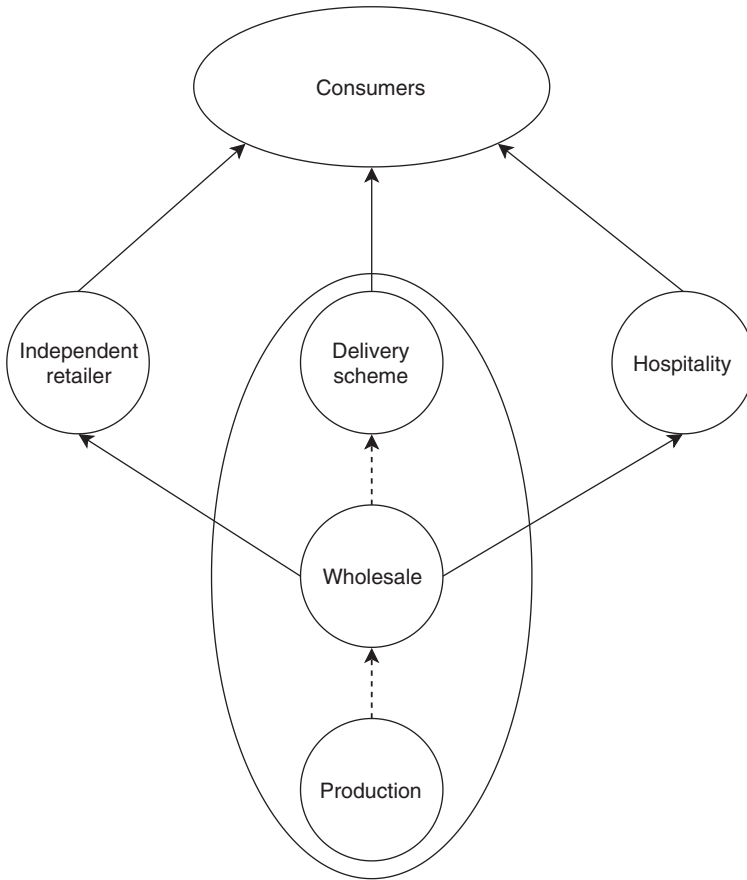 Consumers
Independent
retailer
Delivery
scheme
Hospitality
Wholesale
Production